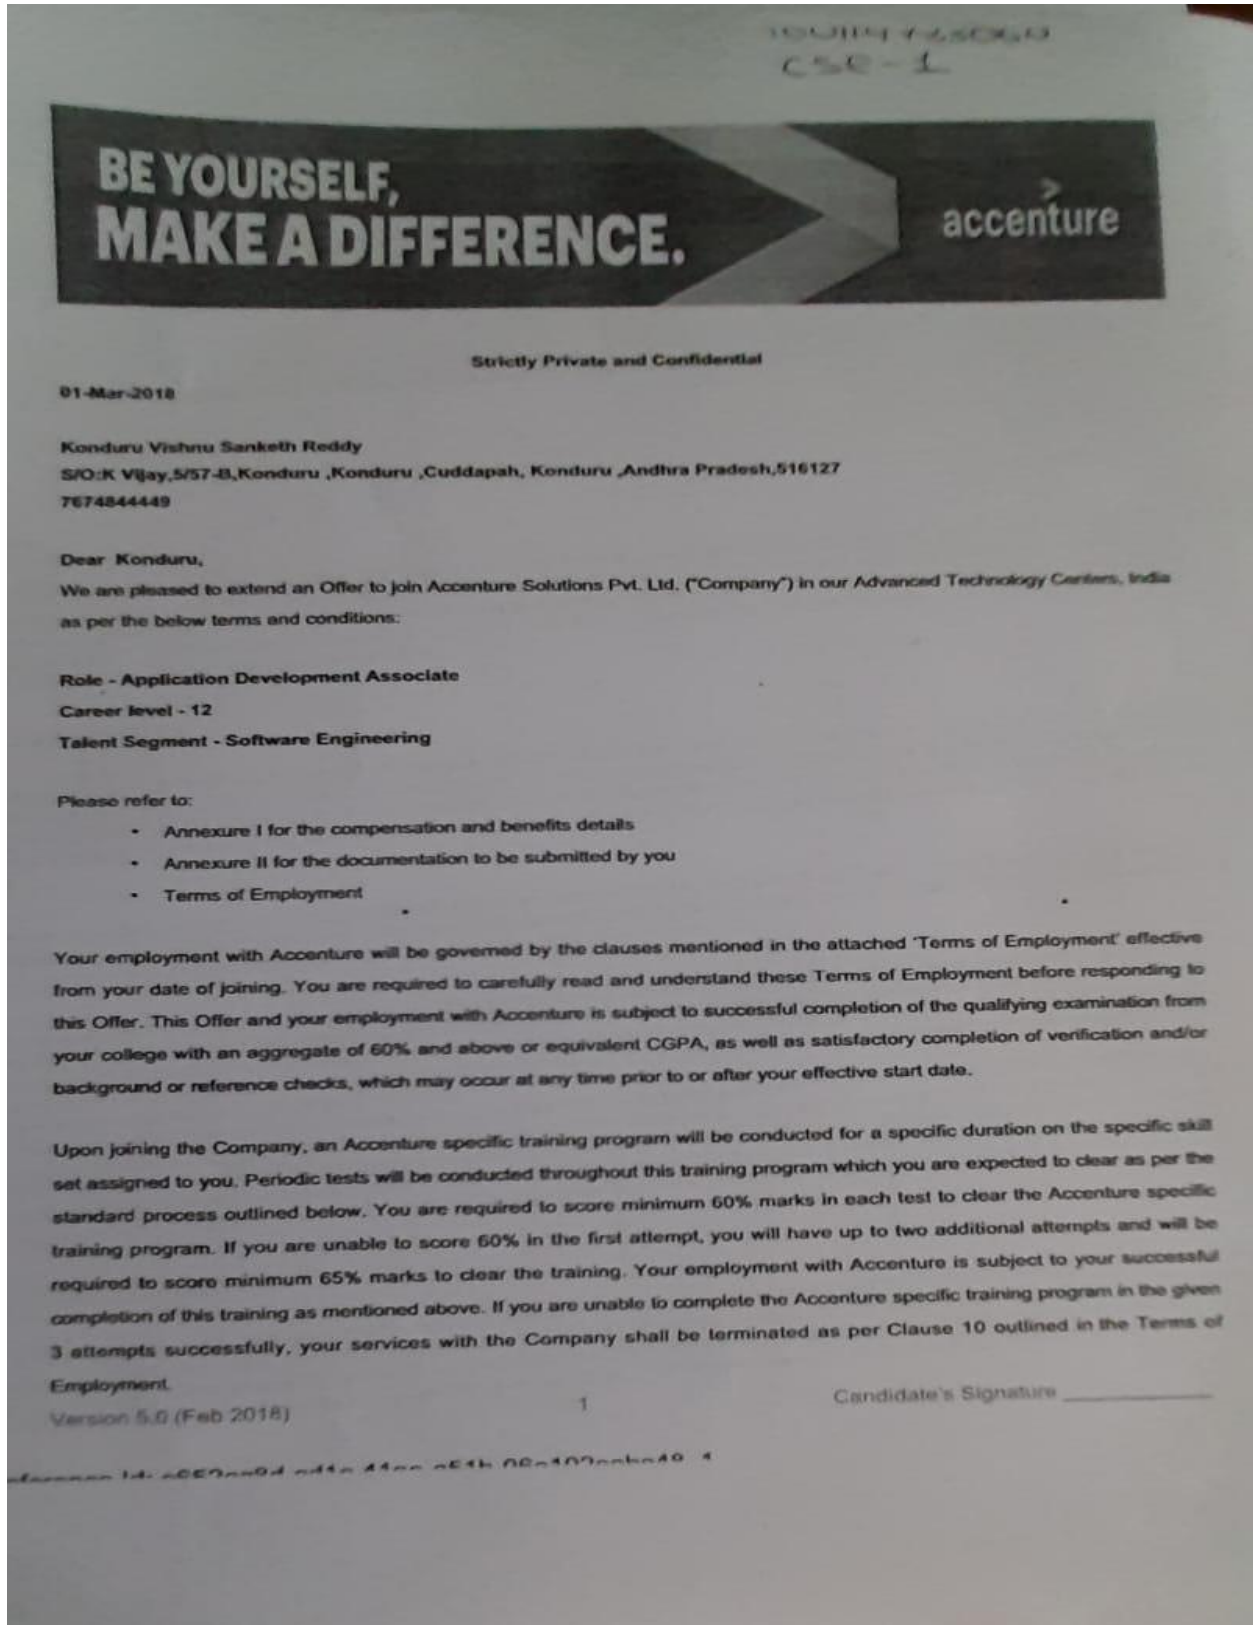 CSE-1
BE YOURSELF,
MAKE A DIFFERENCE.
accenture
Strictly Private and Confidential
01-Mar-2018
Konduru Vishnu Sanketh Reddy
S/O:K Vijay,5/57-B,Konduru ,Konduru ,Cuddapah, Konduru ,Andhra Pradesh,516127
7674844449
Dear Konduru,
We are pleased to extend an Offer to join Accenture Solutions Pvt. Ltd. ("Company") in our Advanced Technology Centers, India
as per the below terms and conditions:
Role - Application Development Associate
Career level - 12
Talent Segment - Software Engineering
Please refer to:
• Annexure I for the compensation and benefits details
• Annexure II for the documentation to be submitted by you
• Terms of Employment
Your employment with Accenture will be governed by the clauses mentioned in the attached 'Terms of Employment' effective
from your date of joining. You are required to carefully read and understand these Terms of Employment before responding to
this Offer. This Offer and your employment with Accenture is subject to successful completion of the qualifying examination from
your college with an aggregate of 60% and above or equivalent CGPA, as well as satisfactory completion of verification and/or
background or reference checks, which may occur at any time prior to or after your effective start date.
Upon joining the Company, an Accenture specific training program will be conducted for a specific duration on the specific skill
set assigned to you. Periodic tests will be conducted throughout this training program which you are expected to clear as per the
standard process outlined below. You are required to score minimum 60% marks in each test to clear the Accenture specific
training program. If you are unable to score 60% in the first attempt, you will have up to two additional attempts and will be
required to score minimum 65% marks to clear the training. Your employment with Accenture is subject to your successful
completion of this training as mentioned above. If you are unable to complete the Accenture specific training program in the given
3 attempts successfully, your services with the Company shall be terminated as per Clause 10 outlined in the Terms of
Employment.
Candidate's Signature
Version 5.0 (Feb 2018)
1